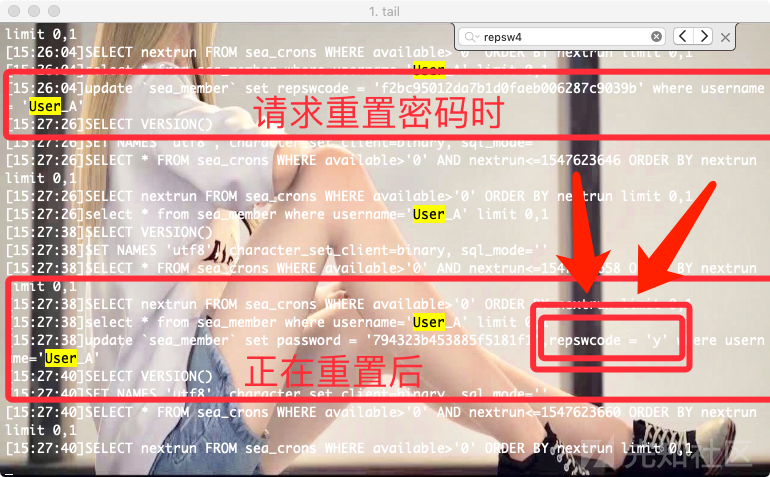 1. tail
repsw4
limit 0,1
[15:26:04]SELECT nextrun FROM sea_crons WHERE available>'0' ORDER BY nextrun limit 0,1
[15:26:04]select * from sea_member where username='User_A' limit 0,1
[15:26:04]update `sea_member` set repswcode = 'f2bc95012da7b1d0faeb006287c9039b' where username
= 'User_A'
请求重置密码时
[15:27:26]SELECT VERSION()
[15:27:26]SET NAMES 'utf8', character_set_client=binary, sql_mode=''
[15:27:26]SELECT * FROM sea_crons WHERE available>'0' AND nextrun<=1547623646 ORDER BY nextrun
limit 0,1
[15:27:26]SELECT nextrun FROM sea_crons WHERE available>'0' ORDER BY nextrun limit 0,1
[15:27:26]select * from sea_member where username='User_A' limit 0,1
[15:27:38]SELECT VERSION()
[15:27:38]SET NAMES 'utf8', character_set_client=binary, sql_mode=''
[15:27:38]SELECT * FROM sea_crons WHERE available>'0' AND nextrun<=1547623658 ORDER BY nextrun
limit 0,1
[15:27:38]SELECT nextrun FROM sea_crons WHERE available>'0' ORDER BY nextrun limit 0,1
[15:27:38]select * from sea_member where username='User_A' limit 0,1
[15:27:38]update `sea_member` set password = '794323b453885f5181f1 ,repswcode = 'y' where usern
ame='User_A'
正在重置后
[15:27:40]SELECT VERSION()
[15:27:40]SET NAMES 'utf8', character_set_client=binary, sql_mode=''
[15:27:40]SELECT * FROM sea_crons WHERE available>'0' AND nextrun<=1547623660 ORDER BY nextrun
limit 0,1
[15:27:40]SELECT nextrun FROM sea_crons WHERE available>'0' ORDER BY nextrun limit 0,1
先知社区